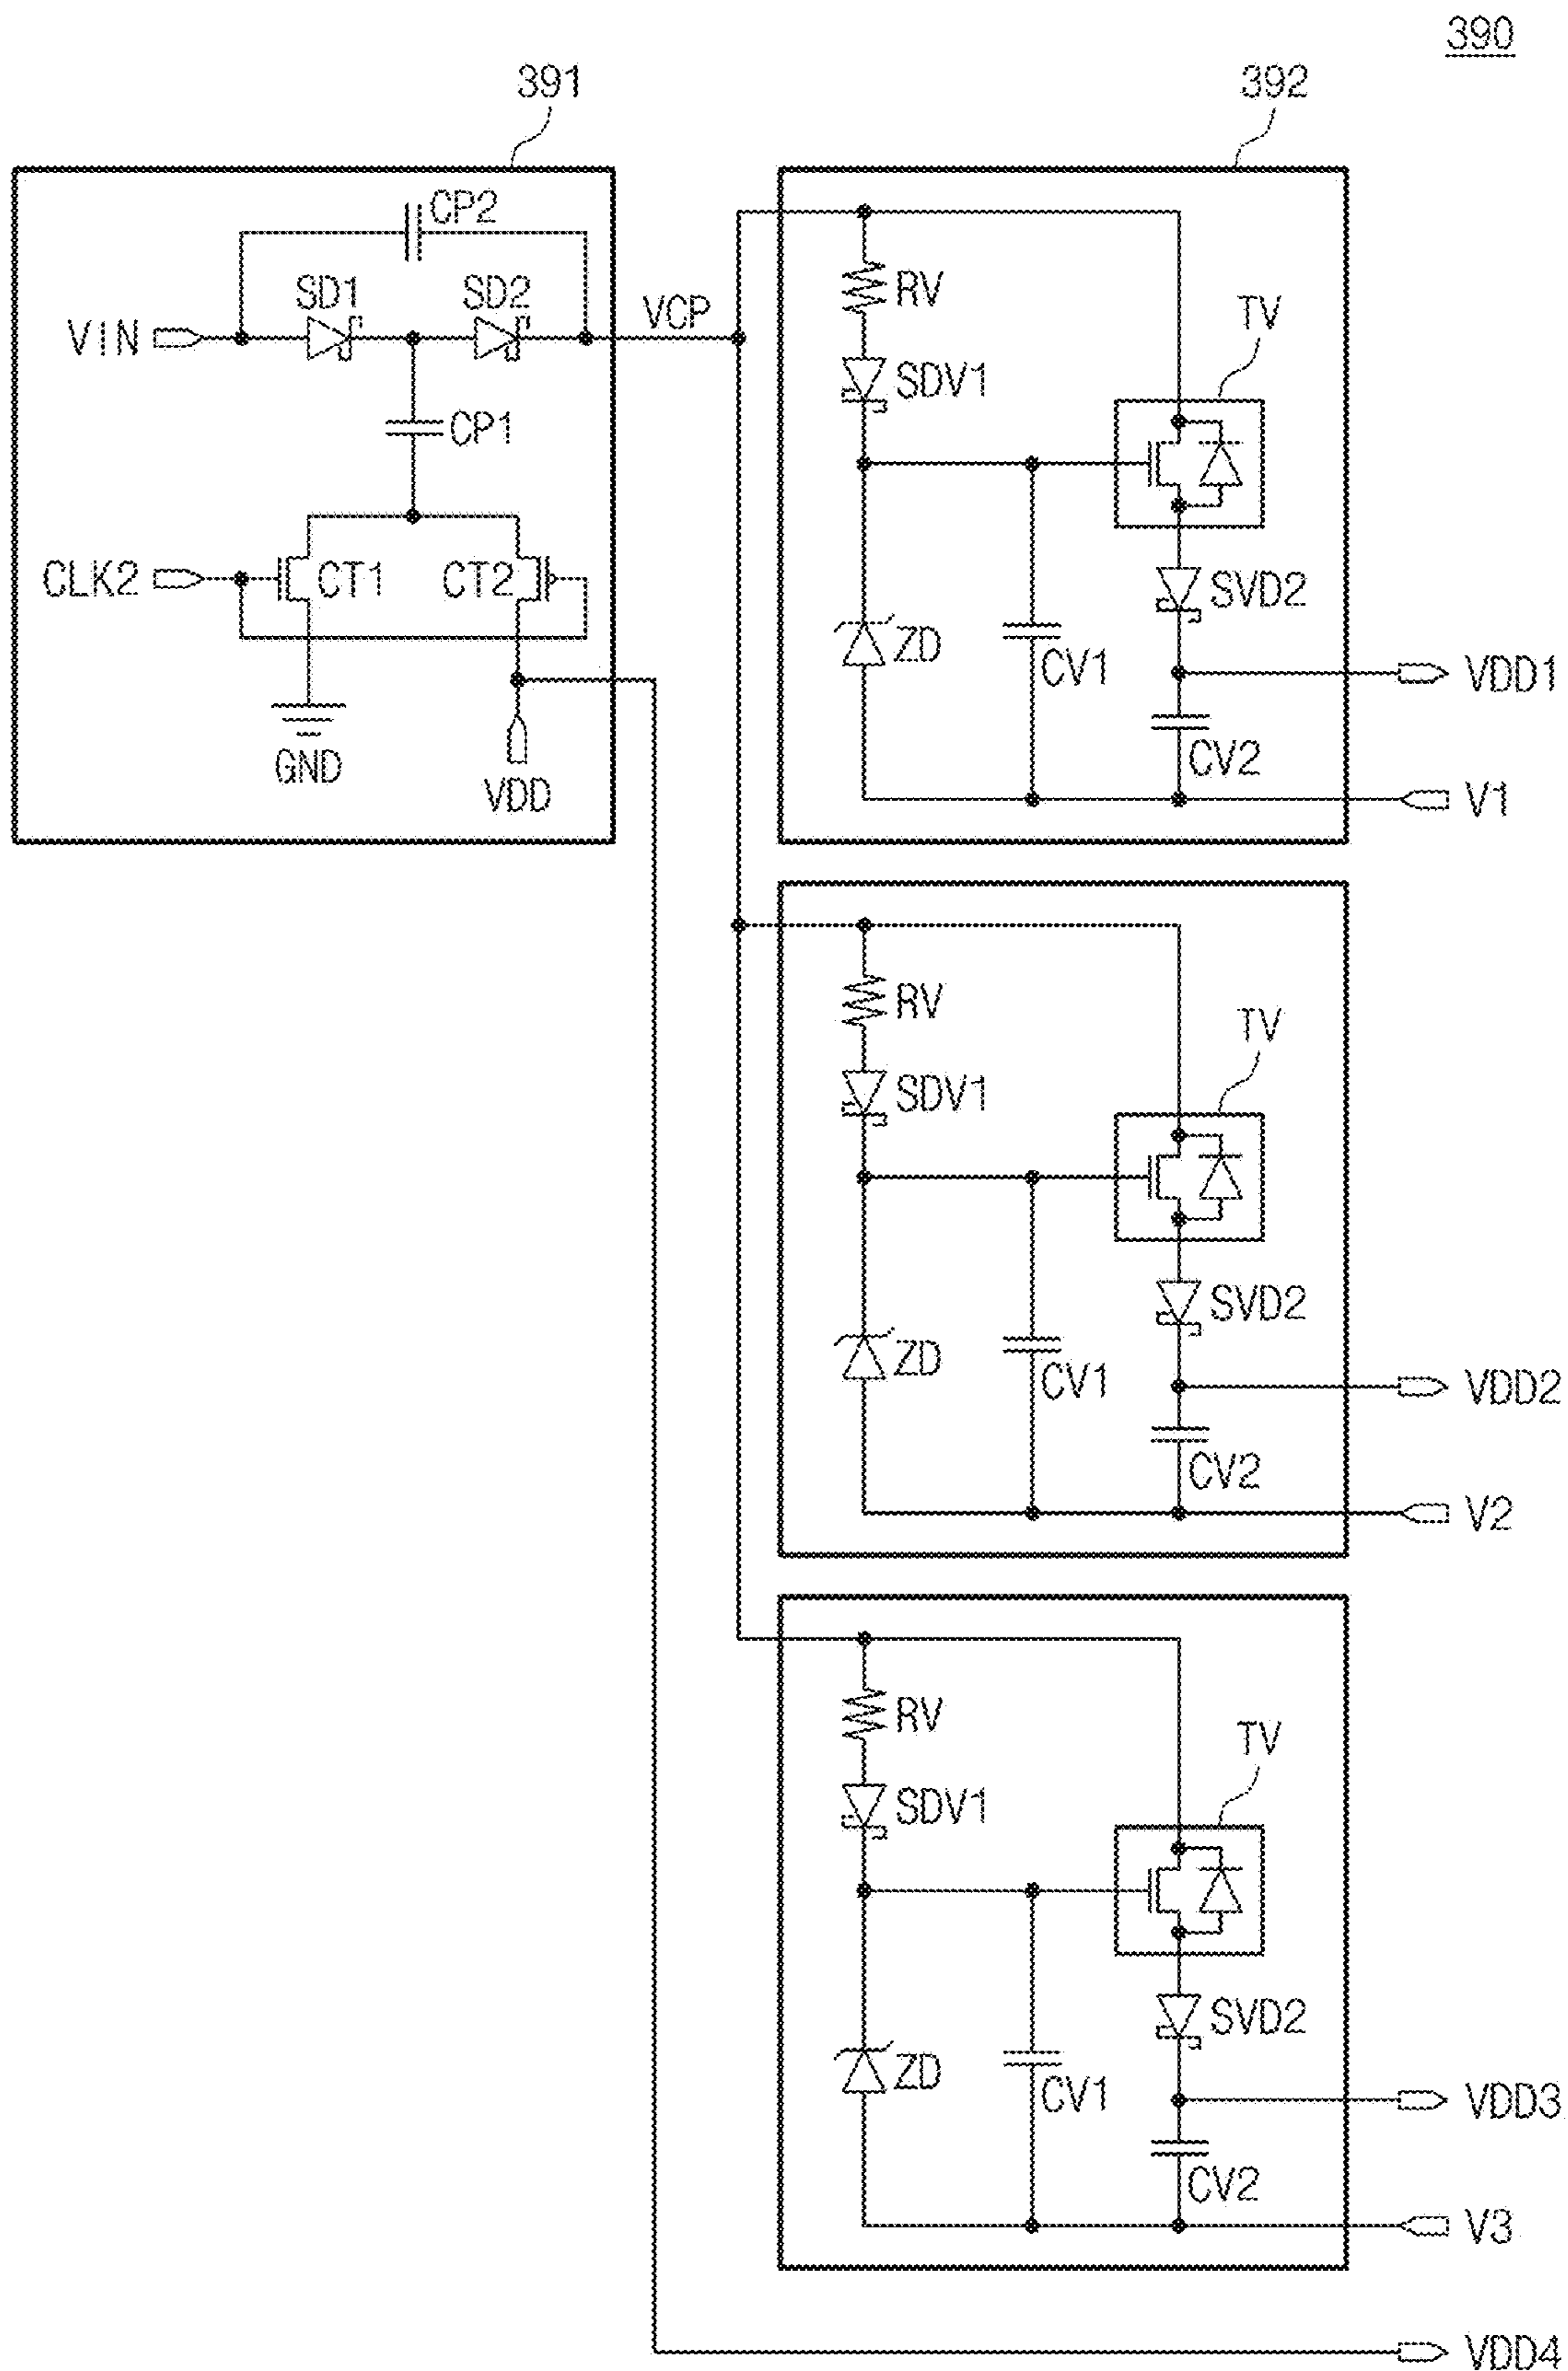 390
391
392
CP2
SD1
SD2
VIN
VCP
CP1
CLK2
CT1
CT2
GND
VDD
RV
TV
SDV1
SVD2
ZD
CV1
VDD1
CV2
V1
RV
TV
SDV1
SVD2
ZD
CV1
VDD2
CV2
V2
RV
TV
SDV1
SVD2
ZD
CV1
VDD3
CV2
V3
VDD4